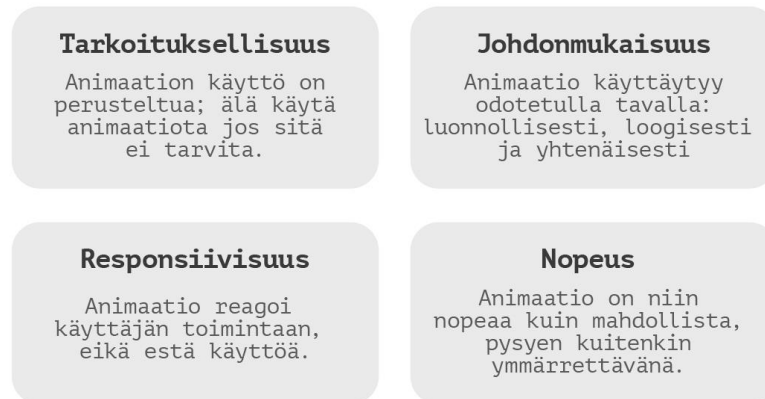 Tarkoituksellisuus
Animaation käyttö on
perusteltua; älä käytä
animaatiota jos sitä
ei tarvita.
Johdonmukaisuus
Animaatio käyttäytyy
odotetulla tavalla:
luonnollisesti, loogisesti
ja yhtenäisesti
Responsiivisuus
Animaatio reagoi
käyttäjän toimintaan,
eikä estä käyttöä.
Nopeus
Animaatio on niin
nopeaa kuin mahdollista,
pysyen kuitenkin
ymmärrettävänä.